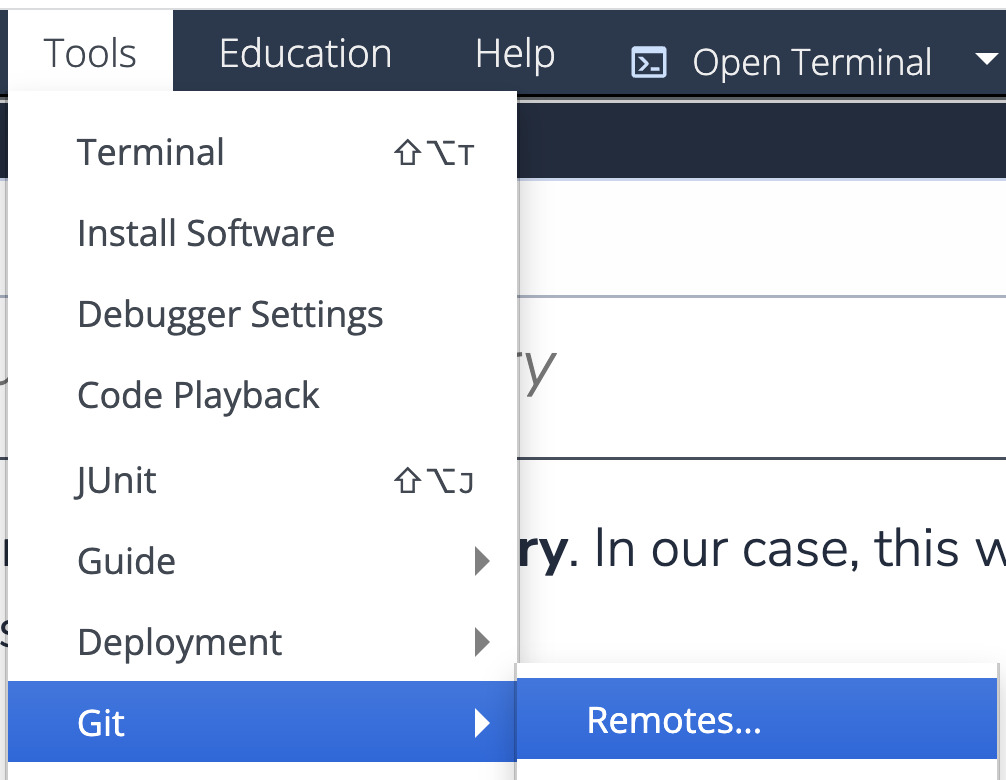 Tools Education Help Open Terminal
Terminal ⇧⌥T
Install Software
Debugger Settings
Code Playback
JUnit ⇧⌥J
Guide
ry. In our case, this
Deployment
Git
Remotes...